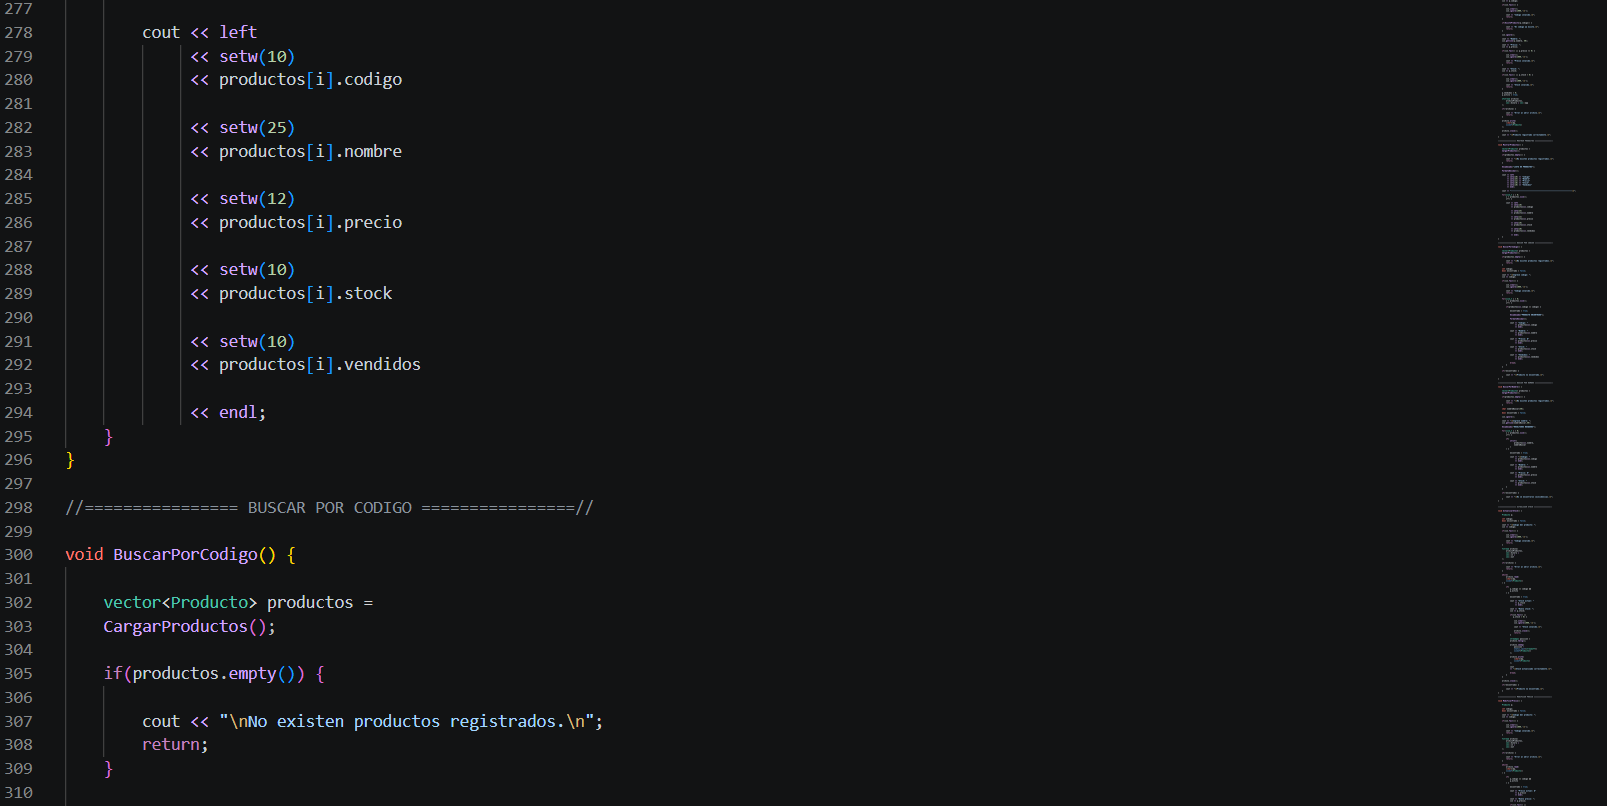 277
278 cout << left
279 << setw(10)
280 << productos[i].codigo
281
282 << setw(25)
283 << productos[i].nombre
284
285 << setw(12)
286 << productos[i].precio
287
288 << setw(10)
289 << productos[i].stock
290
291 << setw(10)
292 << productos[i].vendidos
293
294 << endl;
295 }
296 }
297
298 //================ BUSCAR POR CODIGO ================//
299
300 void BuscarPorCodigo() {
301
302 vector<Producto> productos =
303 CargarProductos();
304
305 if(productos.empty()) {
306
307 cout << "\nNo existen productos registrados.\n";
308 return;
309 }
310